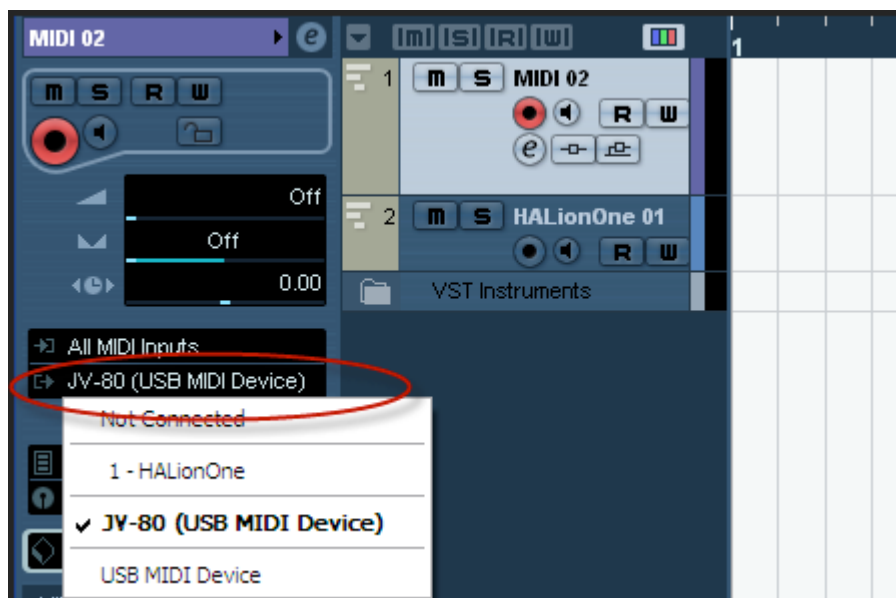 MIDI 02 e m S R W 1
m S R W 1 m S MIDI 02
R W
e
Off
2 m S HALionOne 01
Off
R W
0.00 VST Instruments
All MIDI Inputs
JV-80 (USB MIDI Device)
Not Connected
1 - HALionOne
JV-80 (USB MIDI Device)
USB MIDI Device